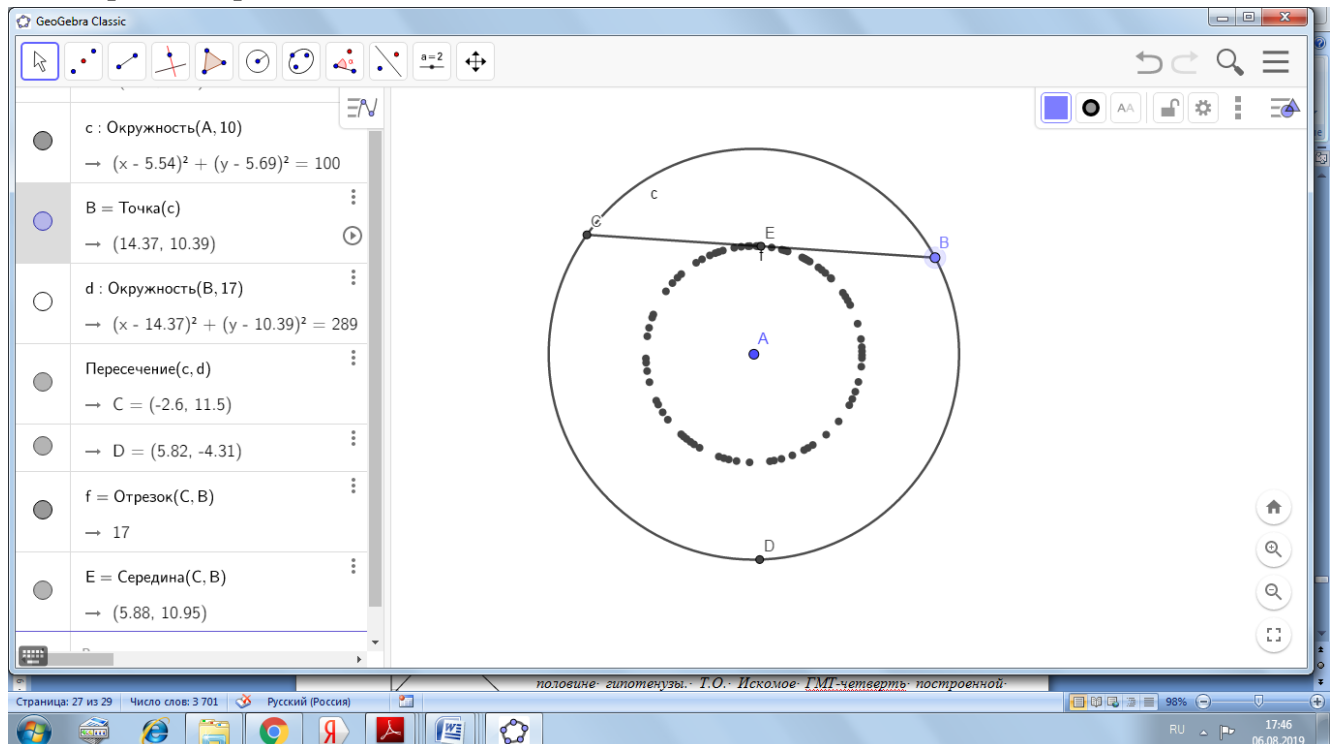 GeoGebra Classic
a=2
c : Окружность(A, 10)
→ (x - 5.54)² + (y - 5.69)² = 100
B = Точка(c)
→ (14.37, 10.39)
d : Окружность(B, 17)
→ (x - 14.37)² + (y - 10.39)² = 289
Пересечение(c, d)
→ C = (-2.6, 11.5)
→ D = (5.82, -4.31)
f = Отрезок(C, B)
→ 17
E = Середина(C, B)
→ (5.88, 10.95)
AA
c
C
E
B
f
A
D
половине· гипотенузы.· Т.О.· Искомое· ГМТ-четверть· построенной·
Страница: 27 из 29 Число слов: 3 701 Русский (Россия) 98%
RU 17:46
06.08.2019